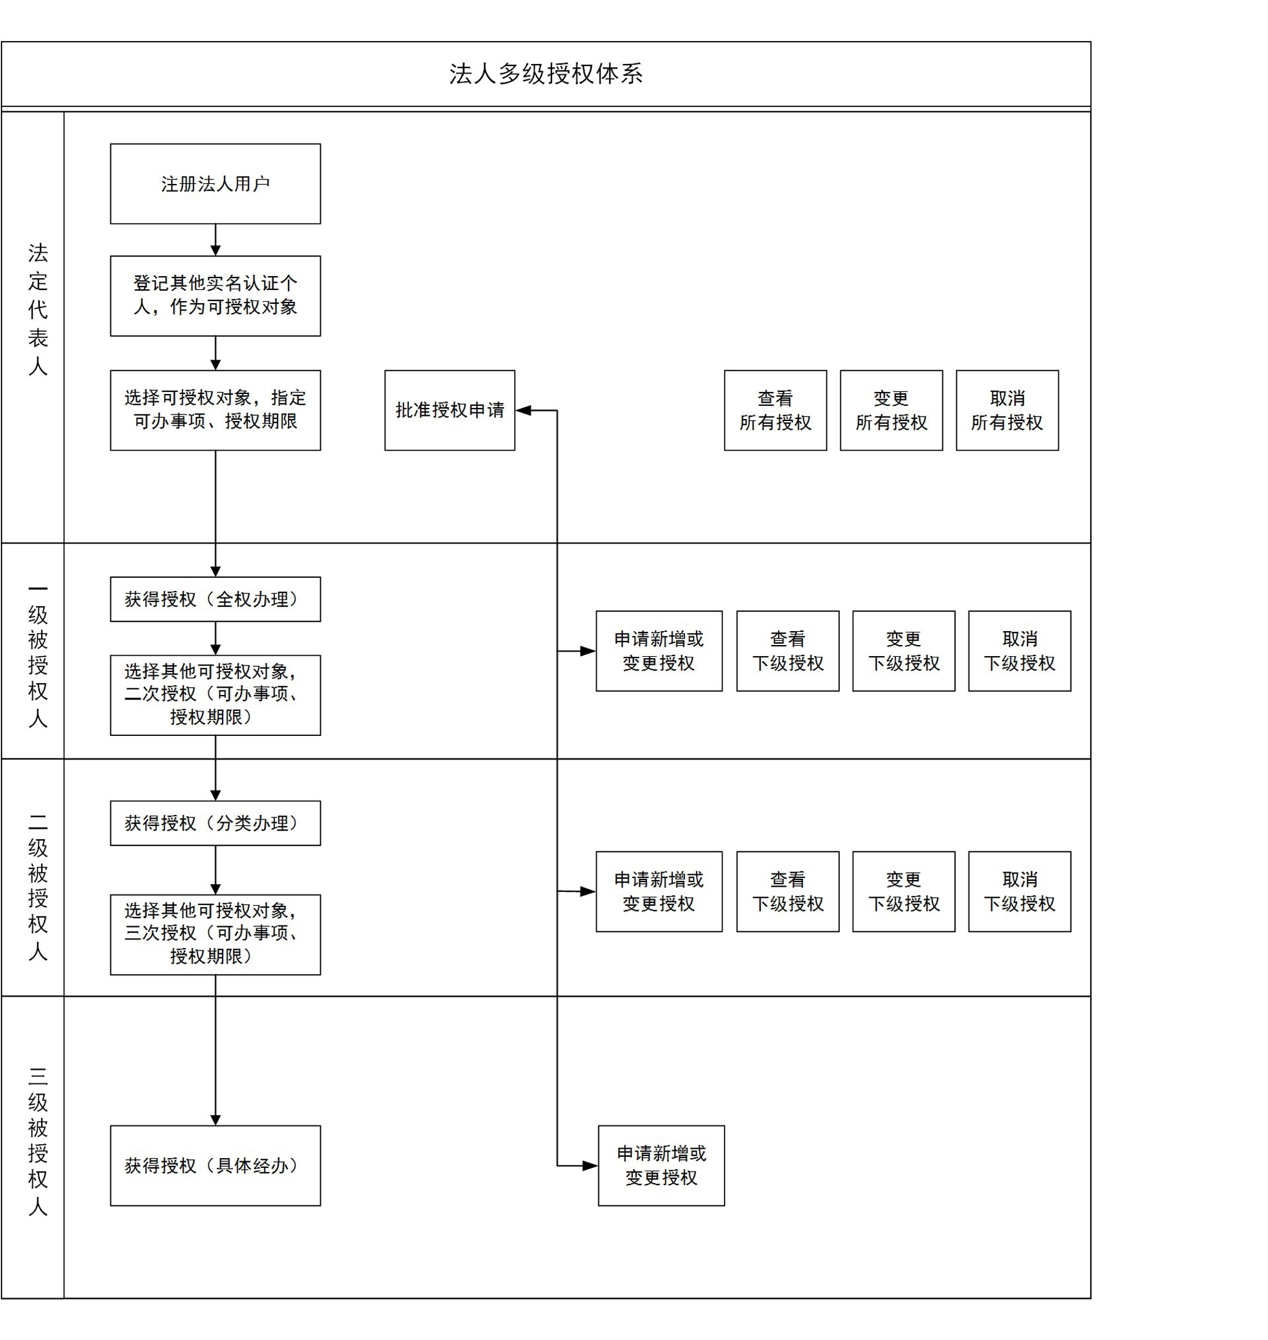 法人多级授权体系
法定代表人
注册法人用户
登记其他实名认证个
人，作为可授权对象
选择可授权对象，指定
可办事项、授权期限
批准授权申请
查看
所有授权
变更
所有授权
取消
所有授权
一级被授权人
获得授权（全权办理）
选择其他可授权对象，
二次授权（可办事项、
授权期限）
申请新增或
变更授权
查看
下级授权
变更
下级授权
取消
下级授权
二级被授权人
获得授权（分类办理）
选择其他可授权对象，
三次授权（可办事项、
授权期限）
申请新增或
变更授权
查看
下级授权
变更
下级授权
取消
下级授权
三级被授权人
获得授权（具体经办）
申请新增或
变更授权